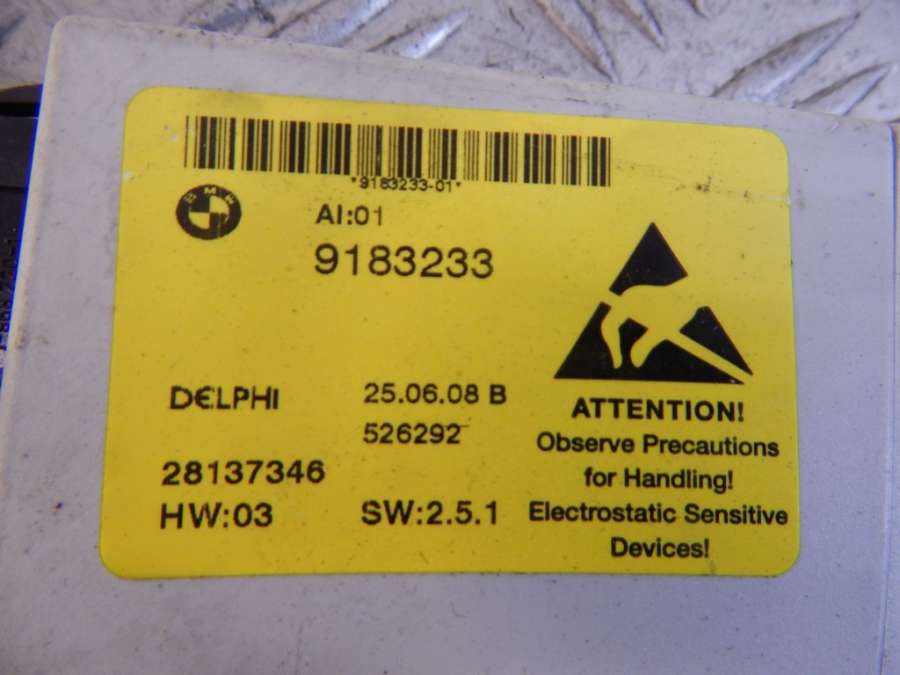 *9183233-01*
BMW
AI:01
9183233
DELPHI
25.06.08 B
526292
28137346
HW:03
SW:2.5.1
ATTENTION!
Observe Precautions
for Handling!
Electrostatic Sensitive
Devices!